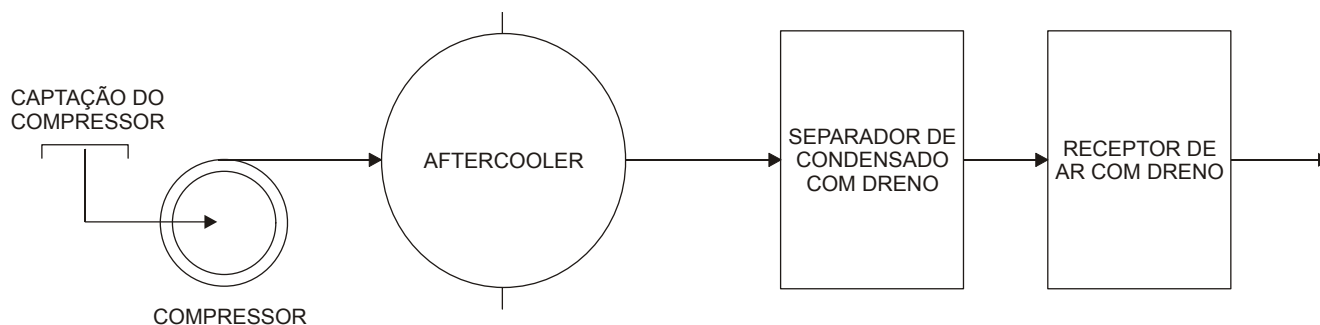 CAPTAÇÃO DO
COMPRESSOR
COMPRESSOR
AFTERCOOLER
SEPARADOR DE
CONDENSADO
COM DRENO
RECEPTOR DE
AR COM DRENO